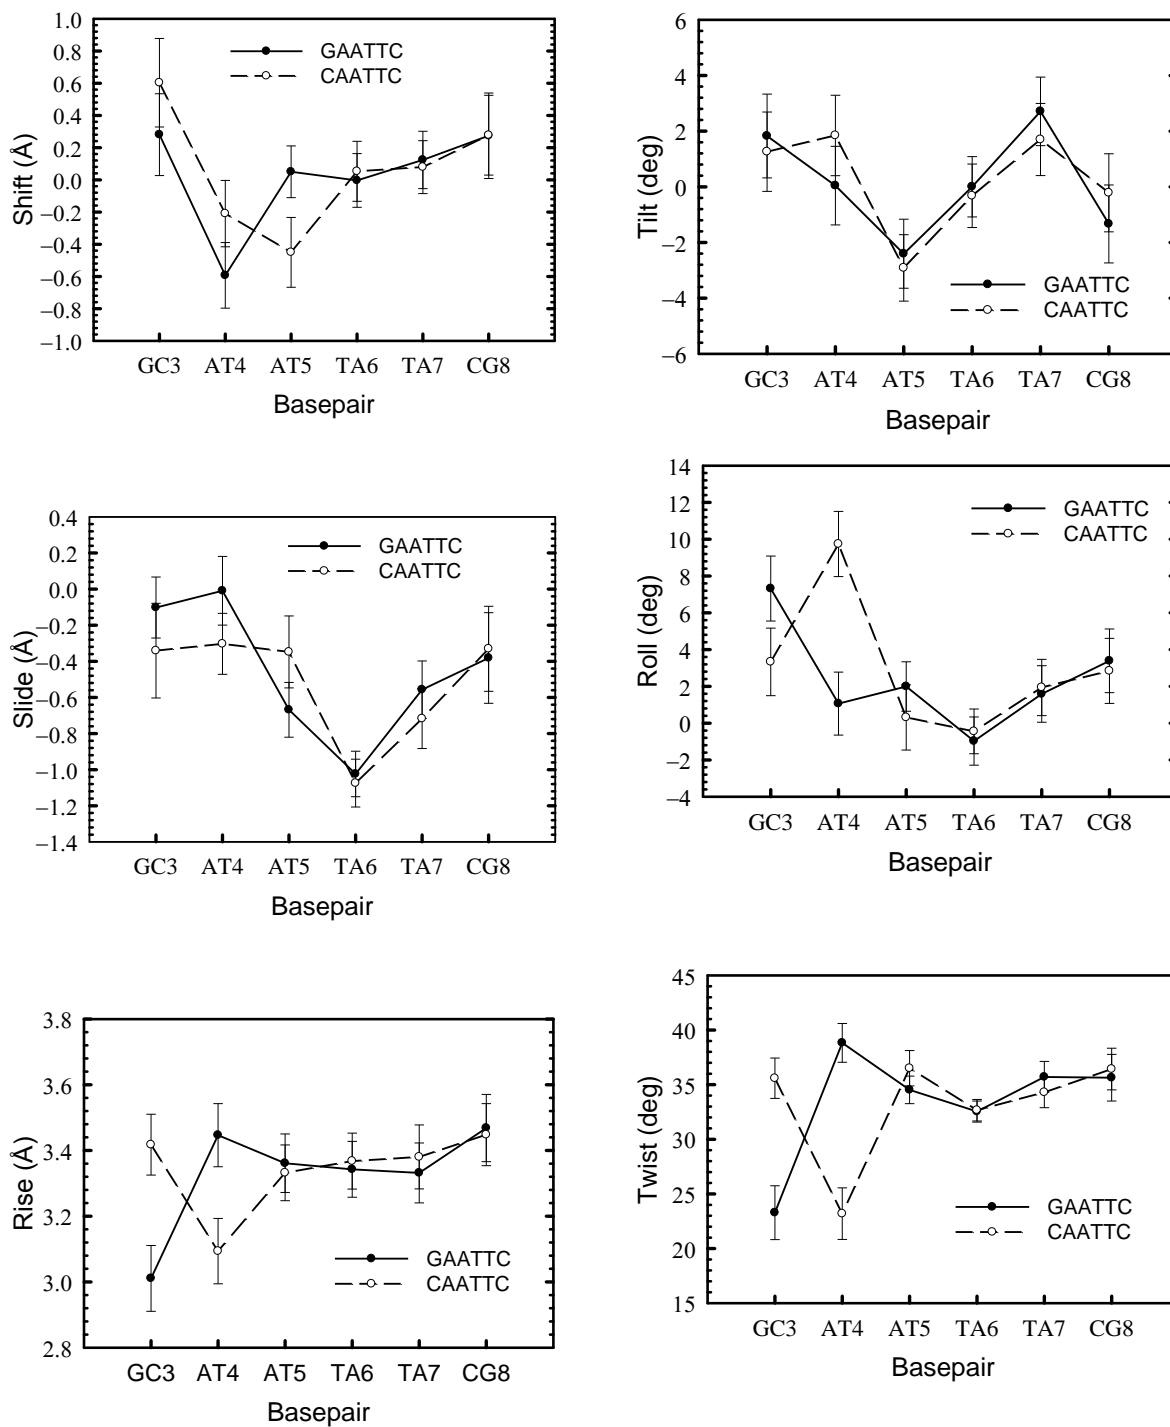 1.0
0.8
0.6
0.4
0.2
0.0
−0.2
−0.4
−0.6
−0.8
−1.0
Shift (Å)
GAATTC
CAATTC
GC3 AT4 AT5 TA6 TA7 CG8
Basepair
6
4
2
0
−2
−4
−6
Tilt (deg)
GAATTC
CAATTC
GC3 AT4 AT5 TA6 TA7 CG8
Basepair
0.4
0.2
0.0
−0.2
−0.4
−0.6
−0.8
−1.0
−1.2
−1.4
Slide (Å)
GAATTC
CAATTC
GC3 AT4 AT5 TA6 TA7 CG8
Basepair
14
12
10
8
6
4
2
0
−2
−4
Roll (deg)
GAATTC
CAATTC
GC3 AT4 AT5 TA6 TA7 CG8
Basepair
3.8
3.6
3.4
3.2
3.0
2.8
Rise (Å)
GAATTC
CAATTC
GC3 AT4 AT5 TA6 TA7 CG8
Basepair
45
40
35
30
25
20
15
Twist (deg)
GAATTC
CAATTC
GC3 AT4 AT5 TA6 TA7 CG8
Basepair